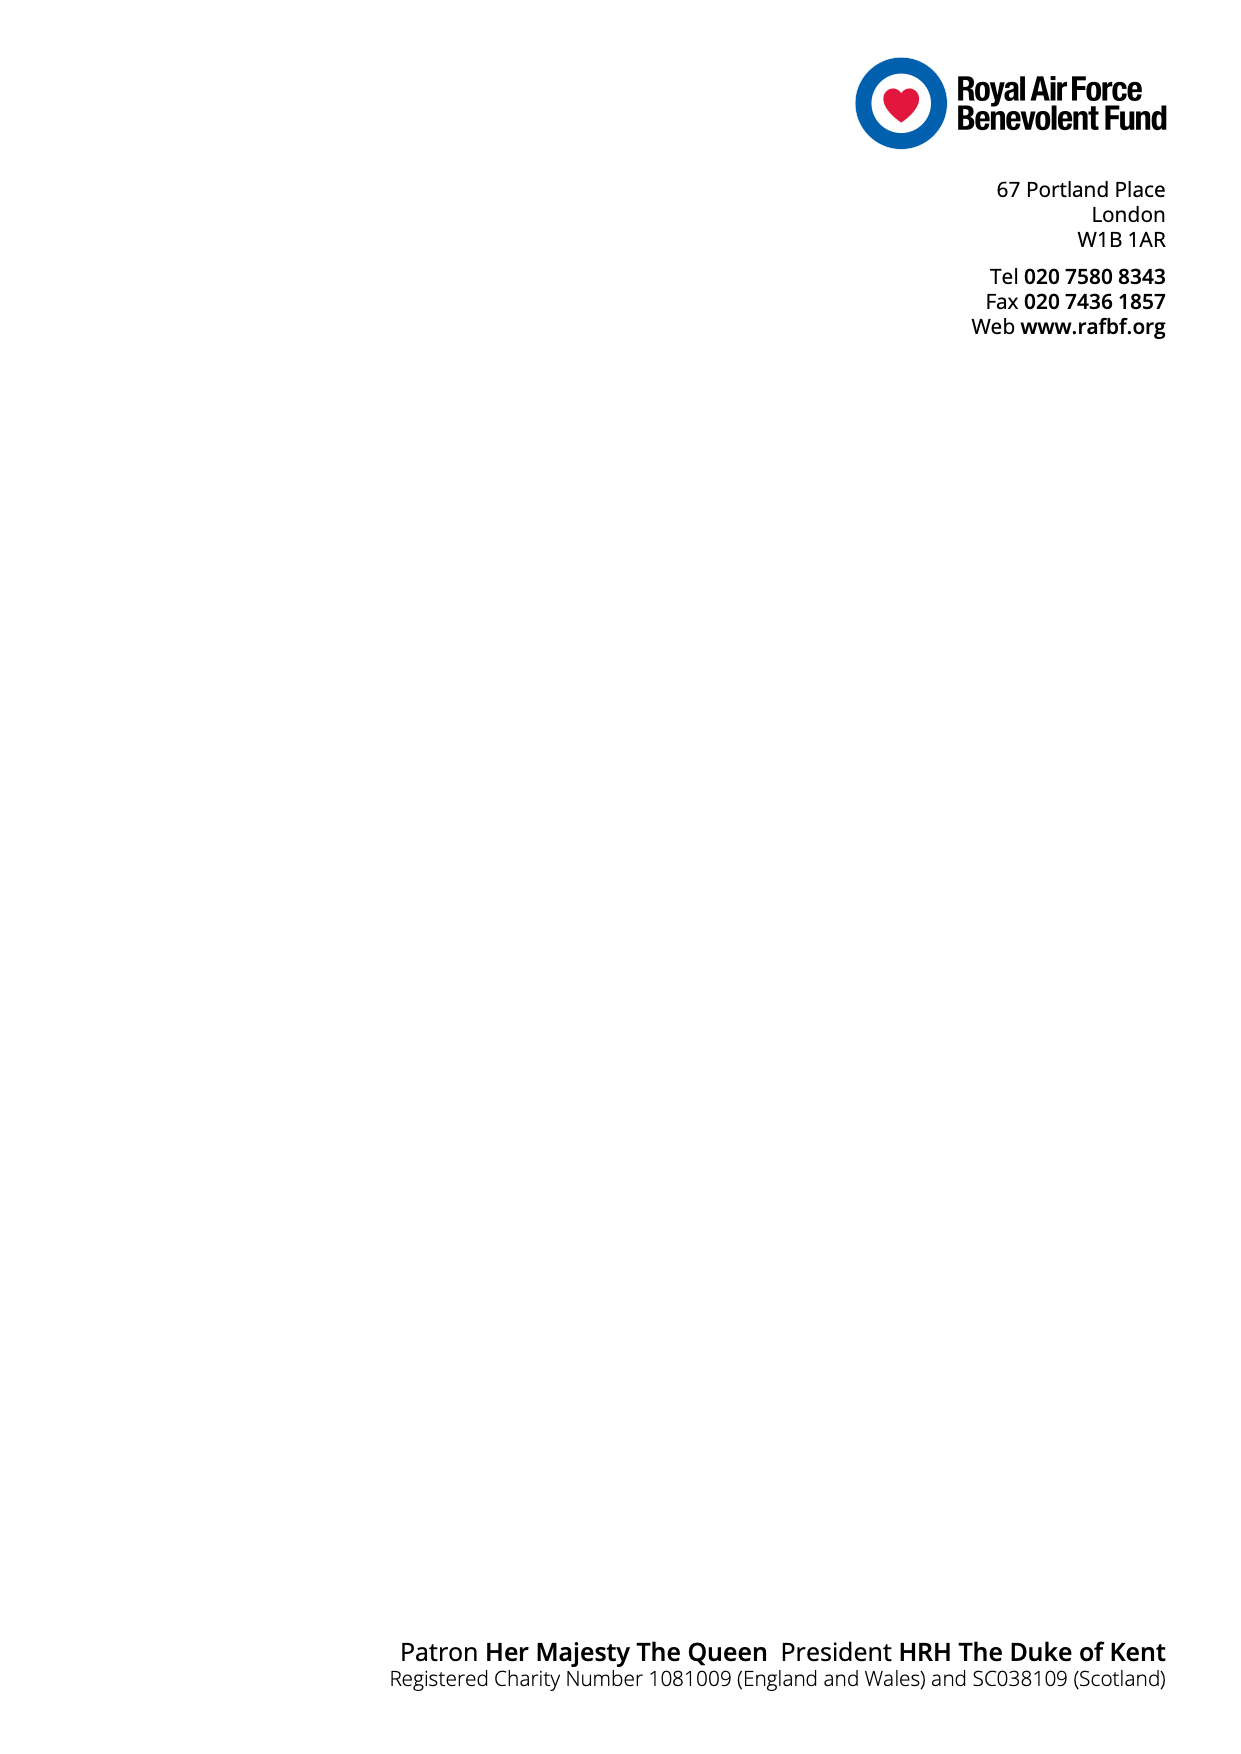 Royal Air Force
Benevolent Fund
67 Portland Place
London
W1B 1AR
Tel 020 7580 8343
Fax 020 7436 1857
Web www.rafbf.org
Patron Her Majesty The Queen  President HRH The Duke of Kent
Registered Charity Number 1081009 (England and Wales) and SC038109 (Scotland)